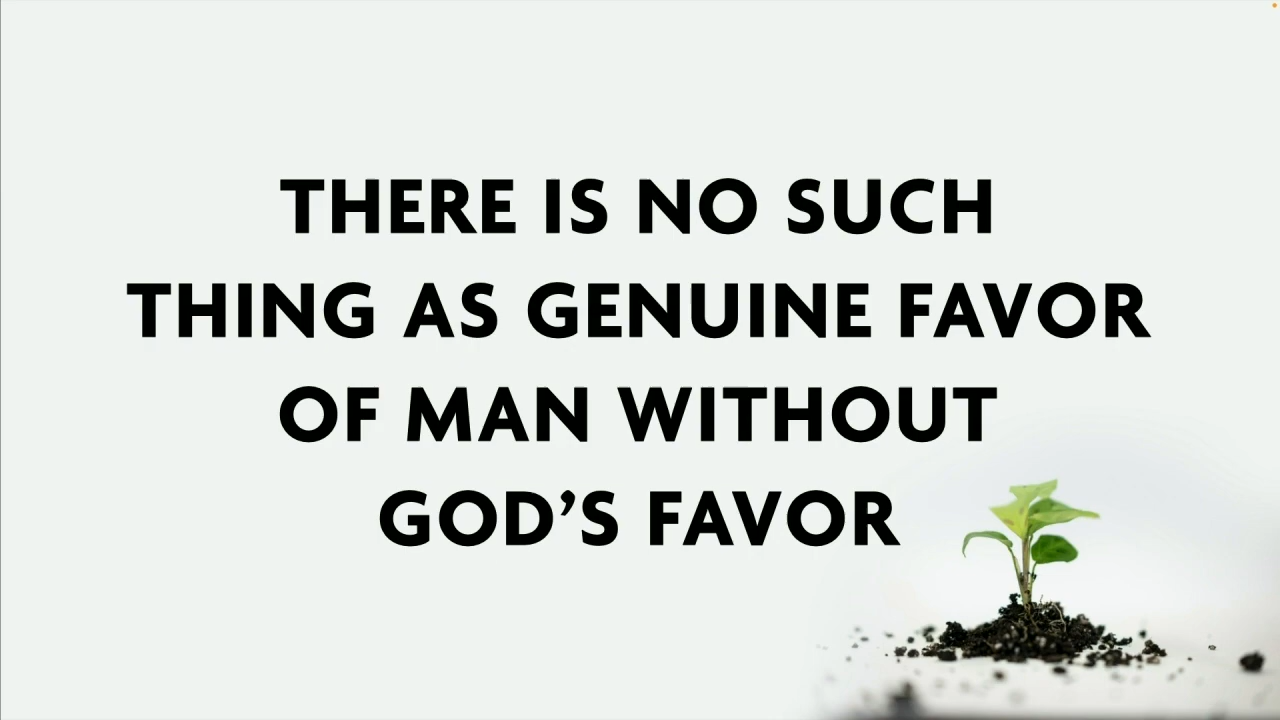 THERE IS NO SUCH
THING AS GENUINE FAVOR
OF MAN WITHOUT
GOD’S FAVOR